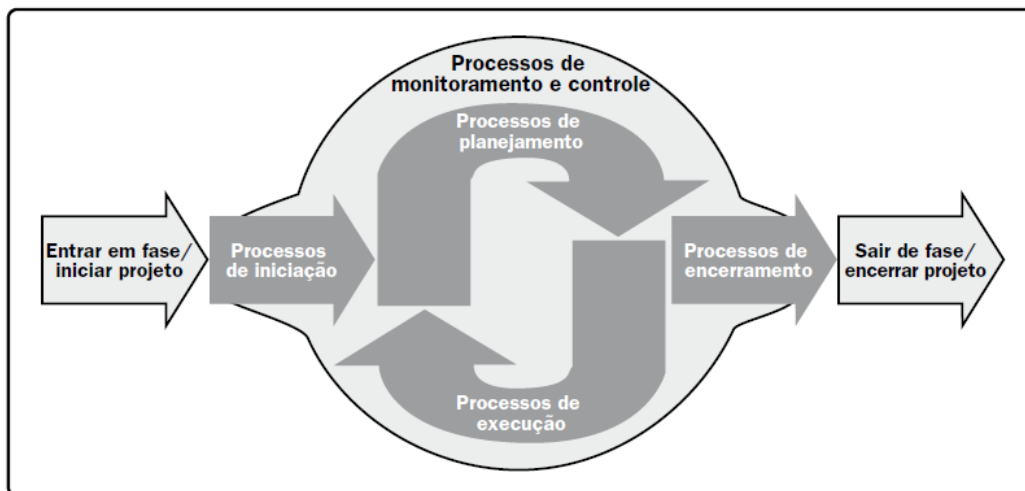 Processos de
monitoramento e controle
Processos de
planejamento
Entrar em fase/
iniciar projeto
Processos
de iniciação
Processos de
encerramento
Sair de fase/
encerrar projeto
Processos de
execução